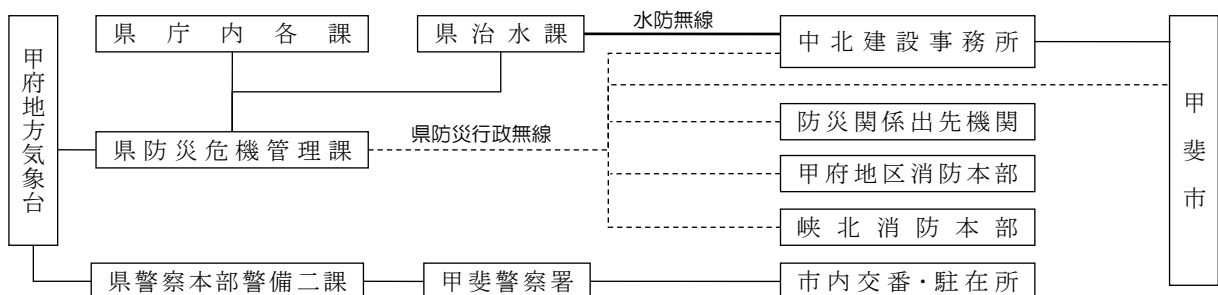 水防無線
県庁内各課
県治水課
中北建設事務所
甲府地方気象台
甲斐市
防災関係出先機関
県防災行政無線
県防災危機管理課
甲府地区消防本部
峡北消防本部
県警察本部警備二課
甲斐警察署
市内交番・駐在所